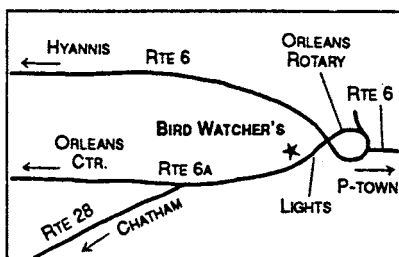 HYANNIS
RTE 6
ORLEANS
ROTARY
RTE 6
ORLEANS
CTR.
BIRD WATCHER'S
RTE 6A
P-TOWN
LIGHTS
RTE 28
CHATHAM